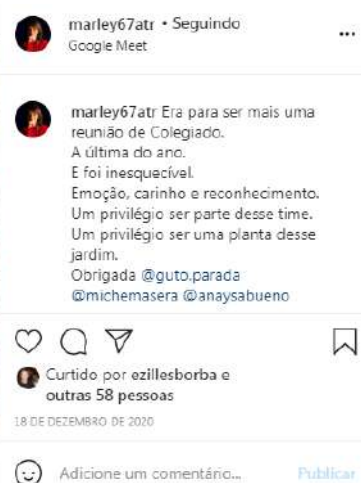 marley67atr • Seguindo
Google Meet
marley67atr Era para ser mais uma
reunião de Colegiado.
A última do ano.
E foi inesquecível.
Emoção, carinho e reconhecimento.
Um privilégio ser parte desse time.
Um privilégio ser uma planta desse
jardim.
Obrigada @guto.parada
@michemasera @anaysabueno
Curtido por ezillesborba e
outras 58 pessoas
18 DE DEZEMBRO DE 2020
Adicione um comentário... Publicar